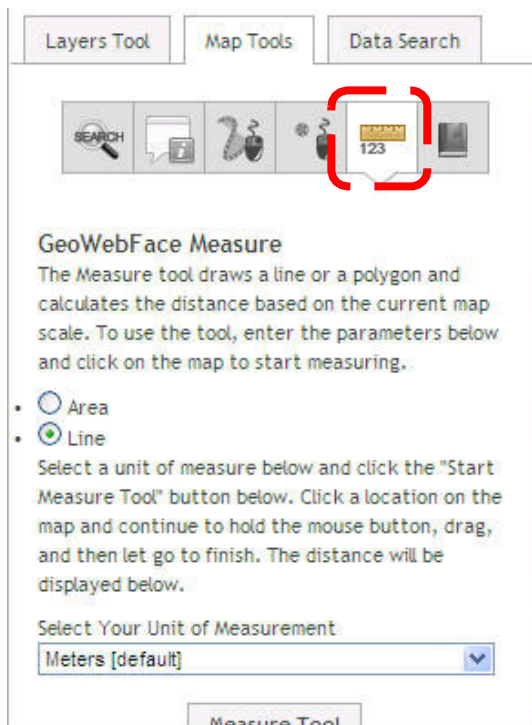 Layers Tool Map Tools Data Search
SEARCH
123
GeoWebFace Measure
The Measure tool draws a line or a polygon and
calculates the distance based on the current map
scale. To use the tool, enter the parameters below
and click on the map to start measuring.
Area
Line
Select a unit of measure below and click the "Start
Measure Tool" button below. Click a location on the
map and continue to hold the mouse button, drag,
and then let go to finish. The distance will be
displayed below.
Select Your Unit of Measurement
Meters [default]
Measure Tool